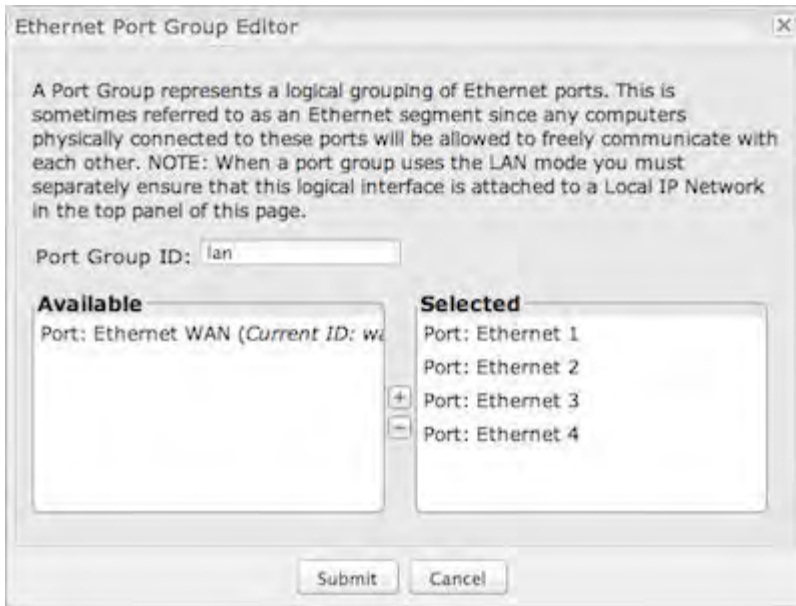 Ethernet Port Group Editor
A Port Group represents a logical grouping of Ethernet ports. This is
sometimes referred to as an Ethernet segment since any computers
physically connected to these ports will be allowed to freely communicate with
each other. NOTE: When a port group uses the LAN mode you must
separately ensure that this logical interface is attached to a Local IP Network
in the top panel of this page.
Port Group ID: lan
Available
Port: Ethernet WAN (Current ID: wa
Selected
Port: Ethernet 1
Port: Ethernet 2
Port: Ethernet 3
Port: Ethernet 4
+
−
Submit
Cancel